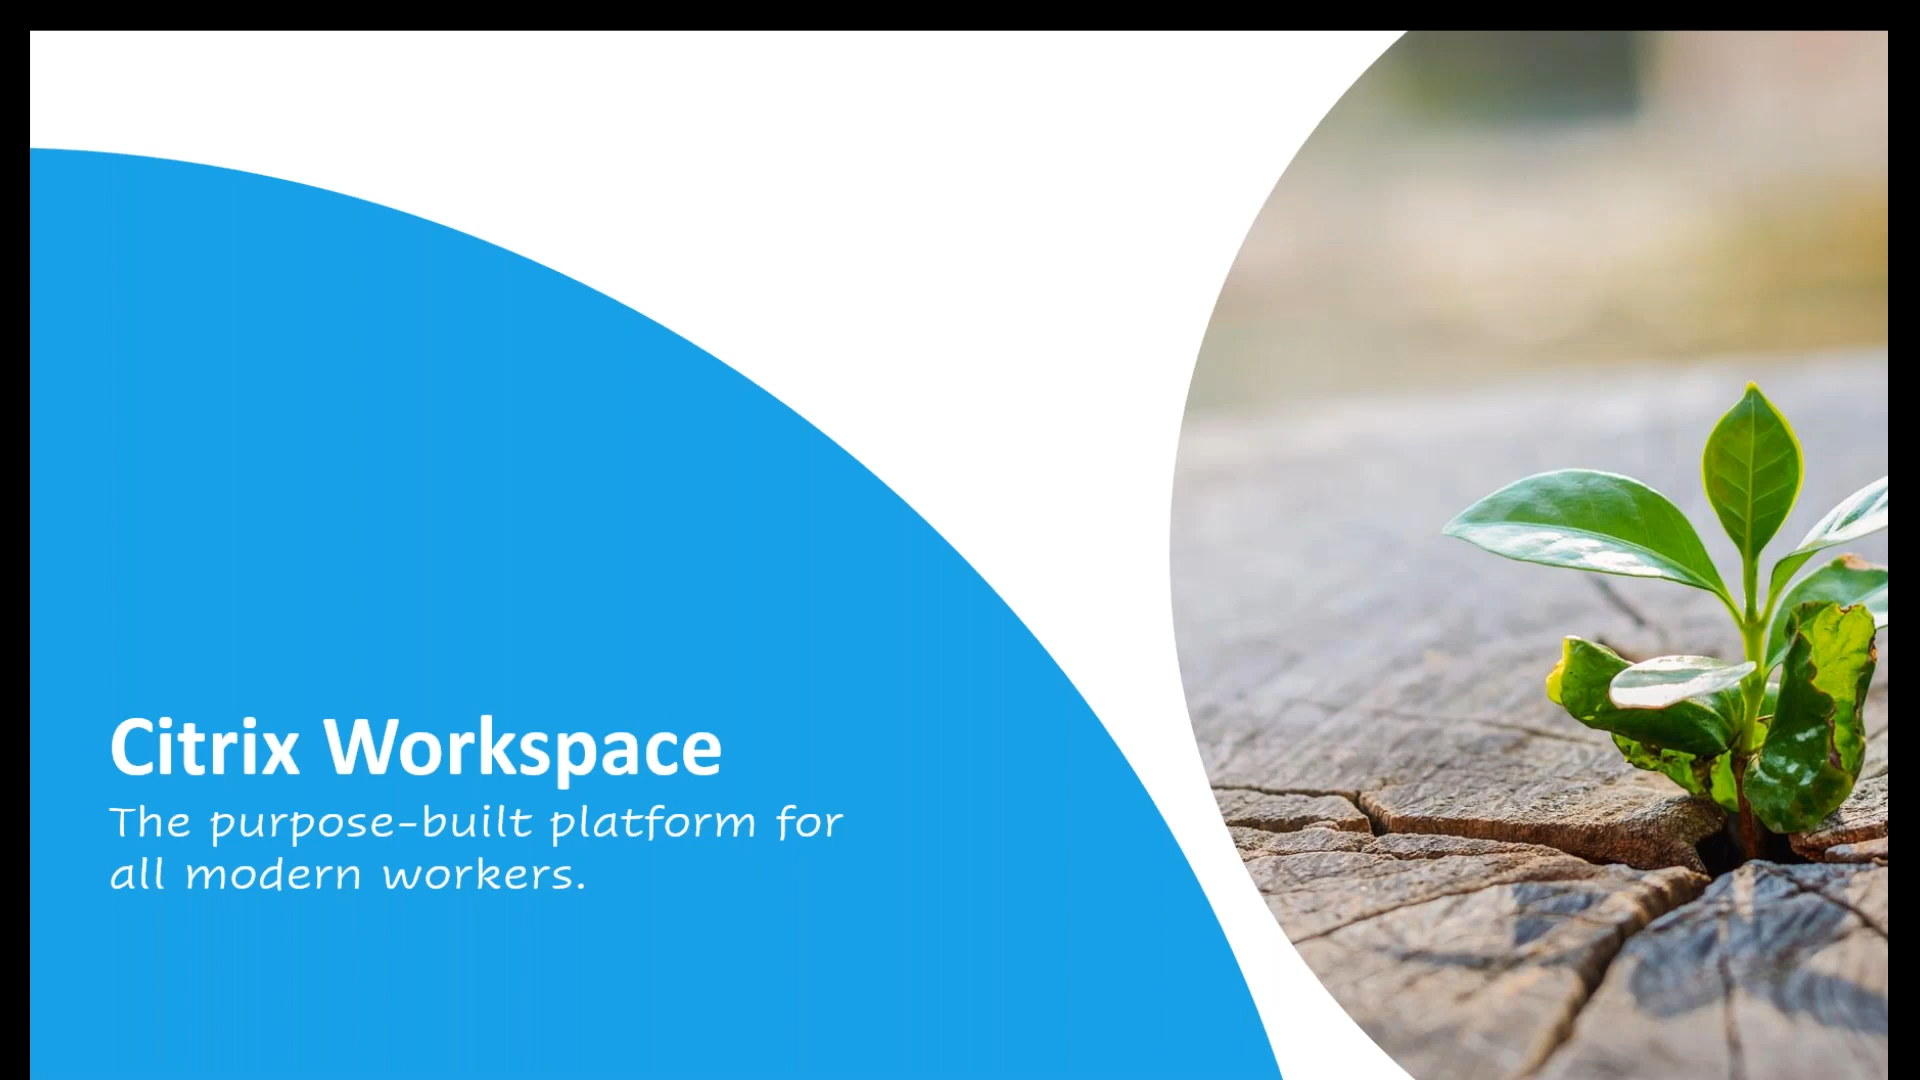 Citrix Workspace
The purpose-built platform for
all modern workers.